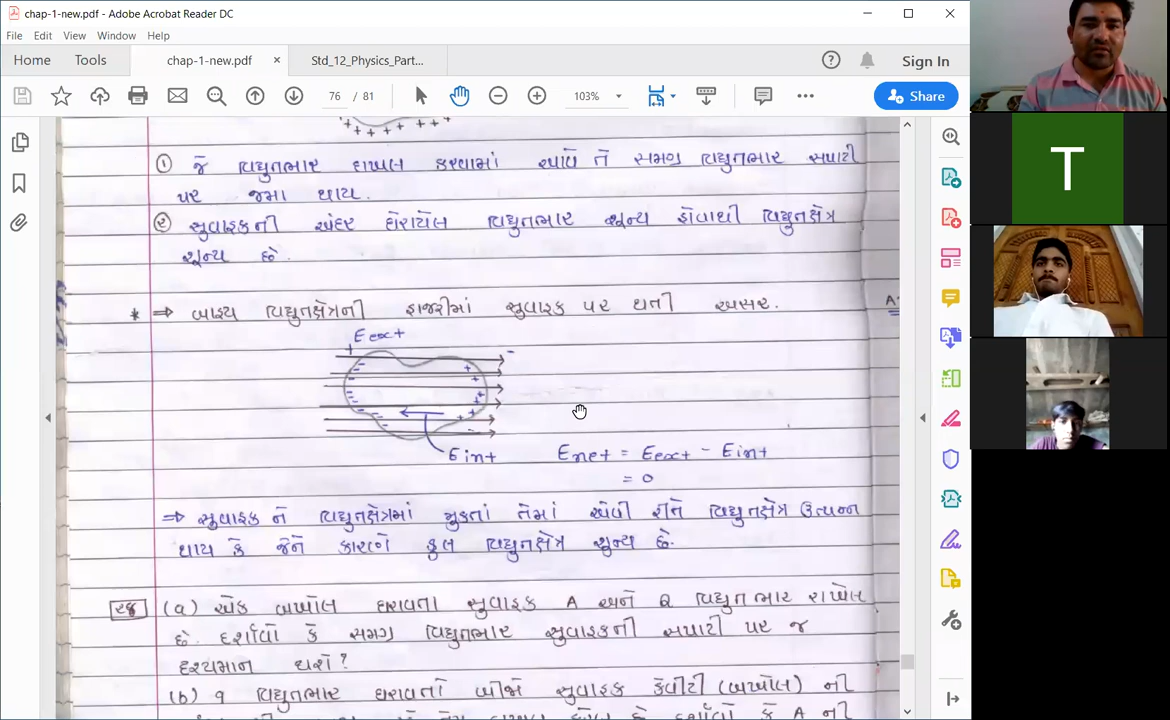 chap-1-new.pdf - Adobe Acrobat Reader DC
File Edit View Window Help
Home Tools chap-1-new.pdf × Std_12_Physics_Part... Sign In
76 / 81 103% Share
① જે વિદ્યુતભાર દાખલ કરવામાં આવે તે સમગ્ર વિદ્યુતભાર સપાટી
પર જમા થાય.
② સુવાહકની અંદર ઘેરાયેલ વિદ્યુતભાર શૂન્ય હોવાથી વિદ્યુતક્ષેત્ર
શૂન્ય છે.
* ⇒ બાહ્ય વિદ્યુતક્ષેત્રની હાજરીમાં સુવાહક પર થતી અસર.
Eext
Eint
Enet = Eext - Eint
= 0
⇒ સુવાહક ને વિદ્યુતક્ષેત્રમાં મુકતાં તેમાં એવી રીતે વિદ્યુતક્ષેત્ર ઉત્પન્ન
થાય કે જેને કારણે કુલ વિદ્યુતક્ષેત્ર શૂન્ય છે.
(a) એક બખોલ ધરાવતા સુવાહક A અને Q વિદ્યુતભાર રાખેલ
છે. દર્શાવો કે સમગ્ર વિદ્યુતભાર સુવાહકની સપાટી પર જ
દૃશ્યમાન થશે?
(b) q વિદ્યુતભાર ધરાવતો બીજો સુવાહક કેવીટી (બખોલ) ની
T